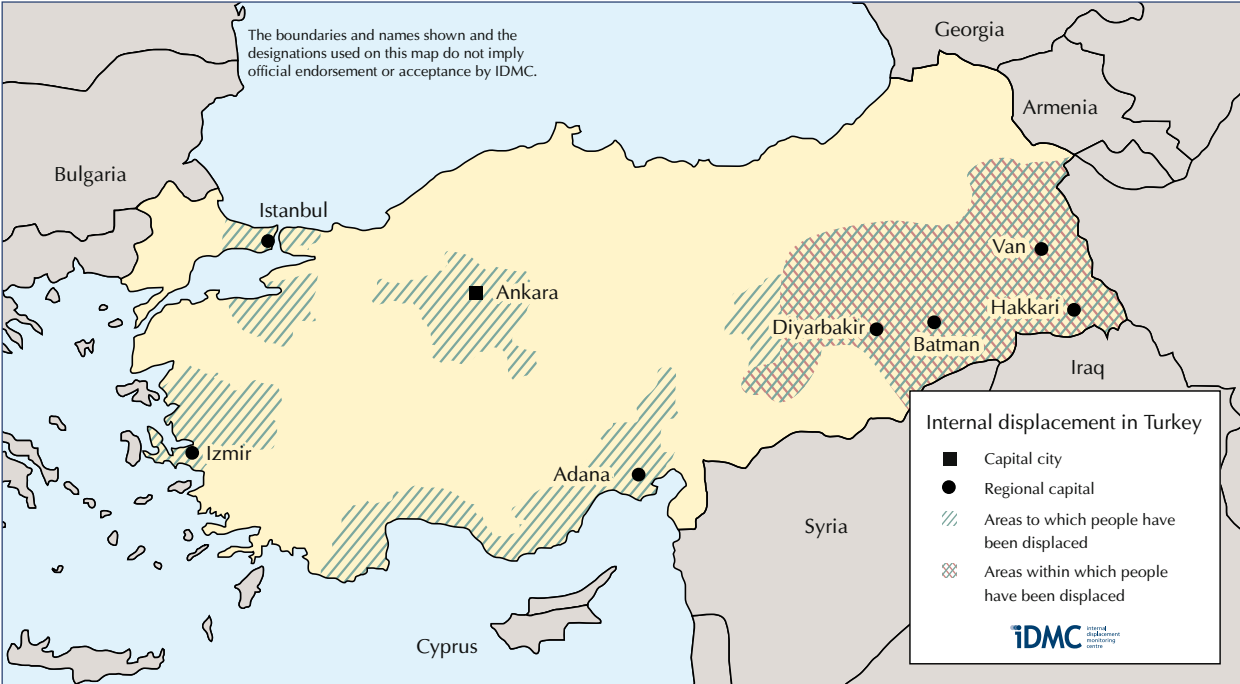 The boundaries and names shown and the
designations used on this map do not imply
official endorsement or acceptance by IDMC.
Georgia
Armenia
Bulgaria
Istanbul
Van
Ankara
Hakkari
Diyarbakir
Batman
Iraq
Izmir
Adana
Syria
Cyprus
Internal displacement in Turkey
Capital city
Regional capital
Areas to which people have
been displaced
Areas within which people
have been displaced
iDMC
internal
displacement
monitoring
centre